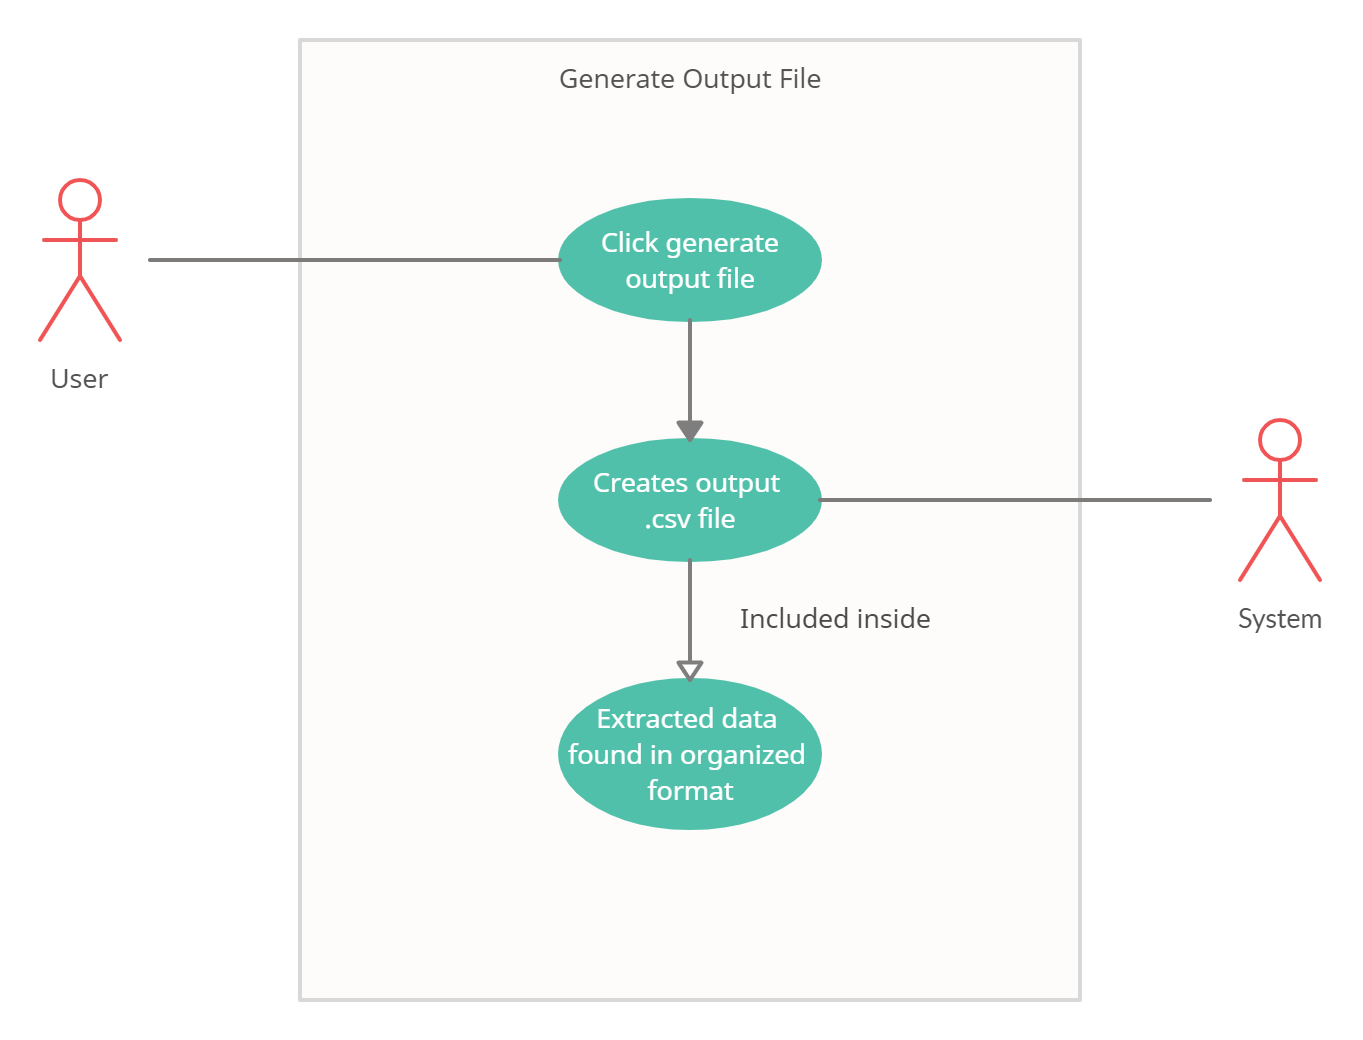 Generate Output File
Click generate
output file
User
Creates output
.csv file
Included inside
System
Extracted data
found in organized
format